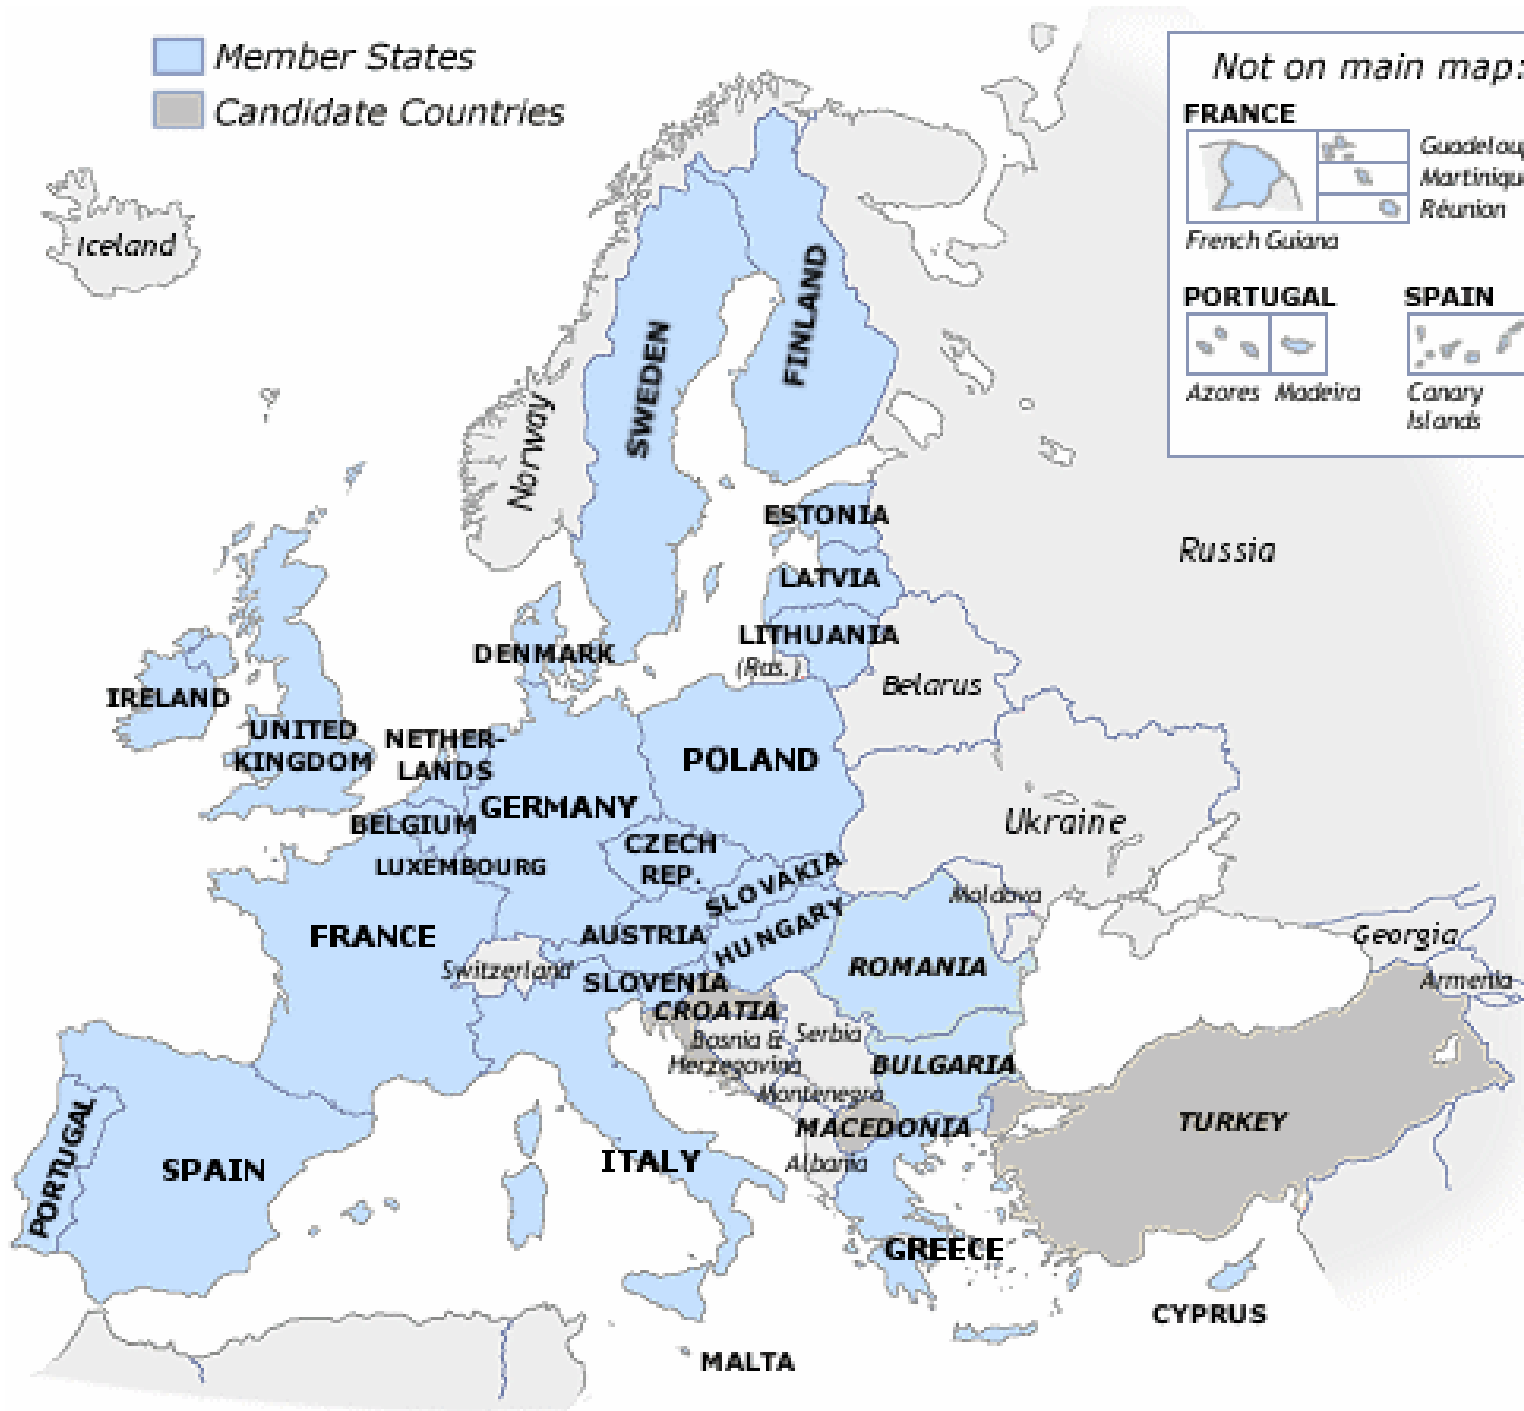 Member States
Candidate Countries
Not on main map:
FRANCE
Martinique
Réunion
French Guiana
PORTUGAL
SPAIN
Azores
Madeira
Canary
Islands
Iceland
Norway
SWEDEN
FINLAND
Russia
ESTONIA
LATVIA
LITHUANIA
(Ras.)
Belarus
DENMARK
IRELAND
UNITED
KINGDOM
NETHER-
LANDS
POLAND
GERMANY
BELGIUM
LUXEMBOURG
CZECH
REP.
SLOVAKIA
Ukraine
Moldova
FRANCE
AUSTRIA
HUNGARY
Switzerland
SLOVENIA
ROMANIA
CROATIA
Bosnia &
Herzegovina
Serbia
Montenegro
BULGARIA
Georgia
Armenia
MACEDONIA
Albania
TURKEY
PORTUGAL
SPAIN
ITALY
GREECE
CYPRUS
MALTA